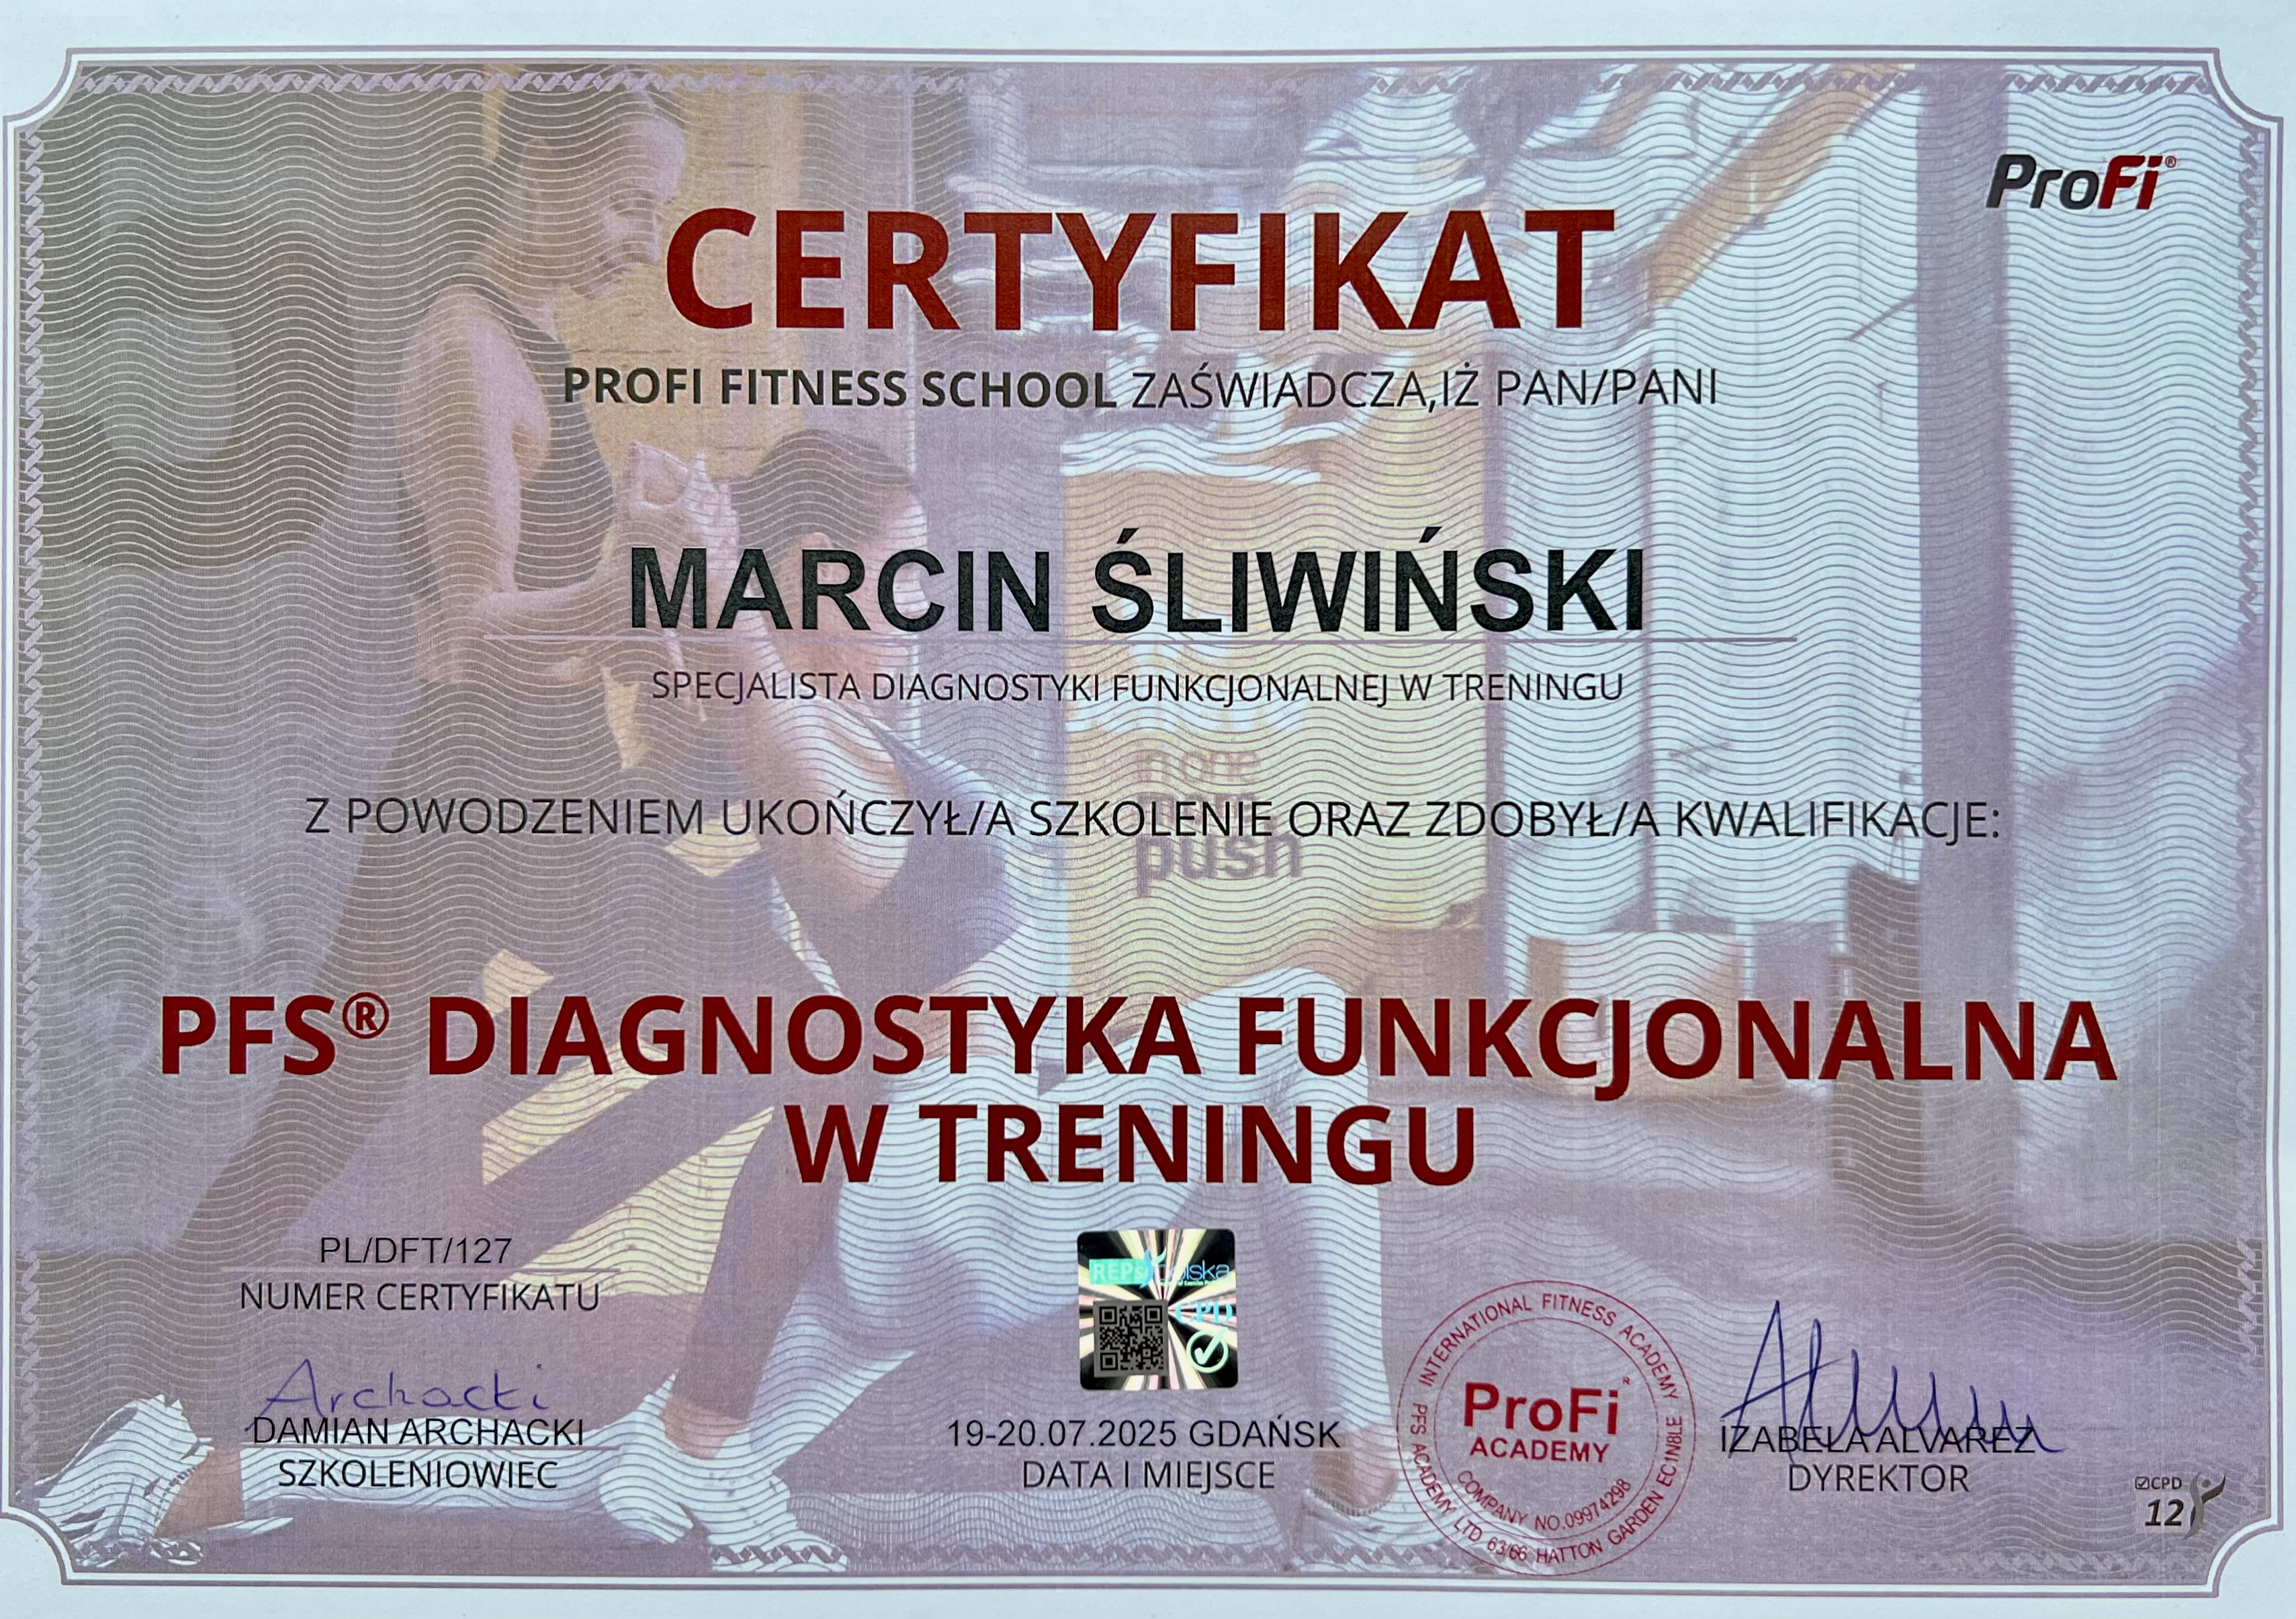 ProFi®
CERTYFIKAT
PROFI FITNESS SCHOOL ZAŚWIADCZA,IŻ PAN/PANI
MARCIN ŚLIWIŃSKI
SPECJALISTA DIAGNOSTYKI FUNKCJONALNEJ W TRENINGU
in one
Z POWODZENIEM UKOŃCZYŁ/A SZKOLENIE ORAZ ZDOBYŁ/A KWALIFIKACJE:
push
PFS® DIAGNOSTYKA FUNKCJONALNA
W TRENINGU
PL/DFT/127
NUMER CERTYFIKATU
REPs Polska
CPD
Archacki
DAMIAN ARCHACKI
SZKOLENIOWIEC
19-20.07.2025 GDAŃSK
DATA I MIEJSCE
INTERNATIONAL FITNESS ACADEMY
ProFi®
ACADEMY
COMPANY NO.09974298
PFS ACADEMY LTD 63/66 HATTON GARDEN EC1N8LE
IZABELA ALVAREZ
DYREKTOR
CPD
12